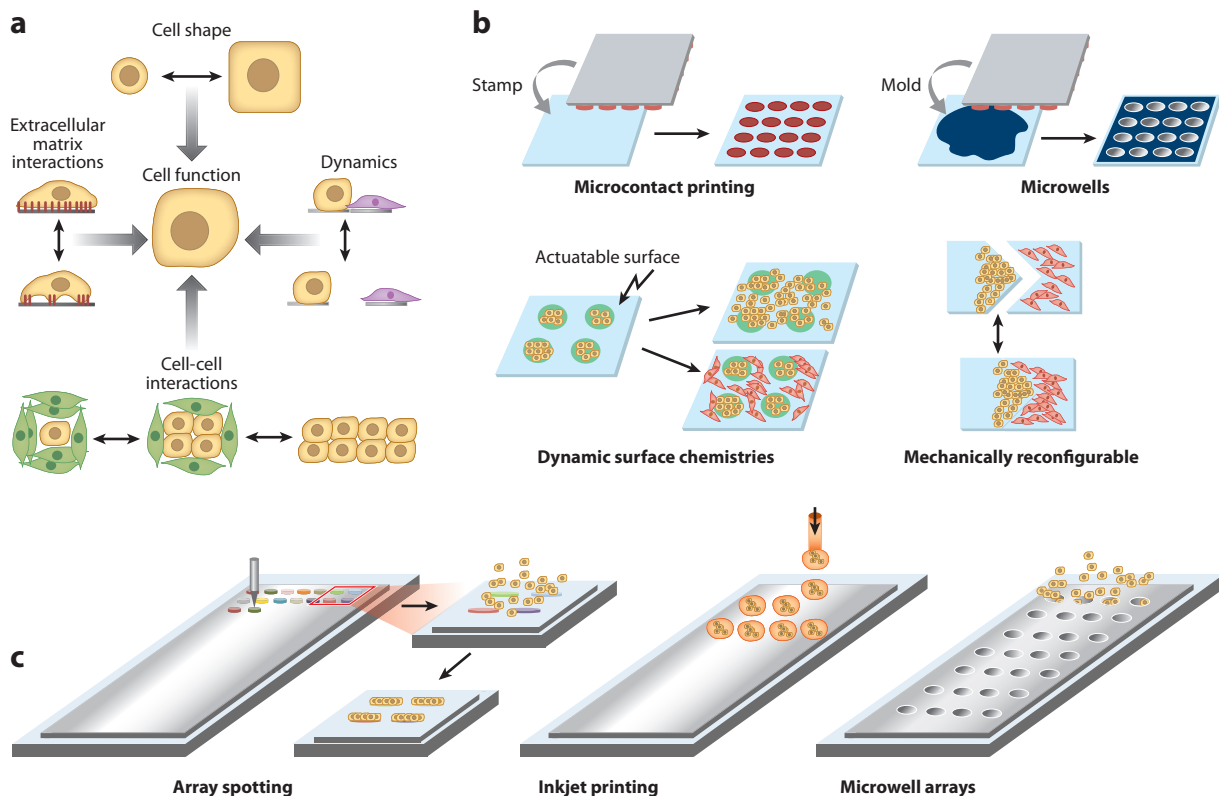 a
Cell shape
Extracellular
matrix
interactions
Cell function
Dynamics
Cell-cell
interactions
b
Stamp
Microcontact printing
Mold
Microwells
Actuatable surface
Dynamic surface chemistries
Mechanically reconfigurable
c
Array spotting
Inkjet printing
Microwell arrays